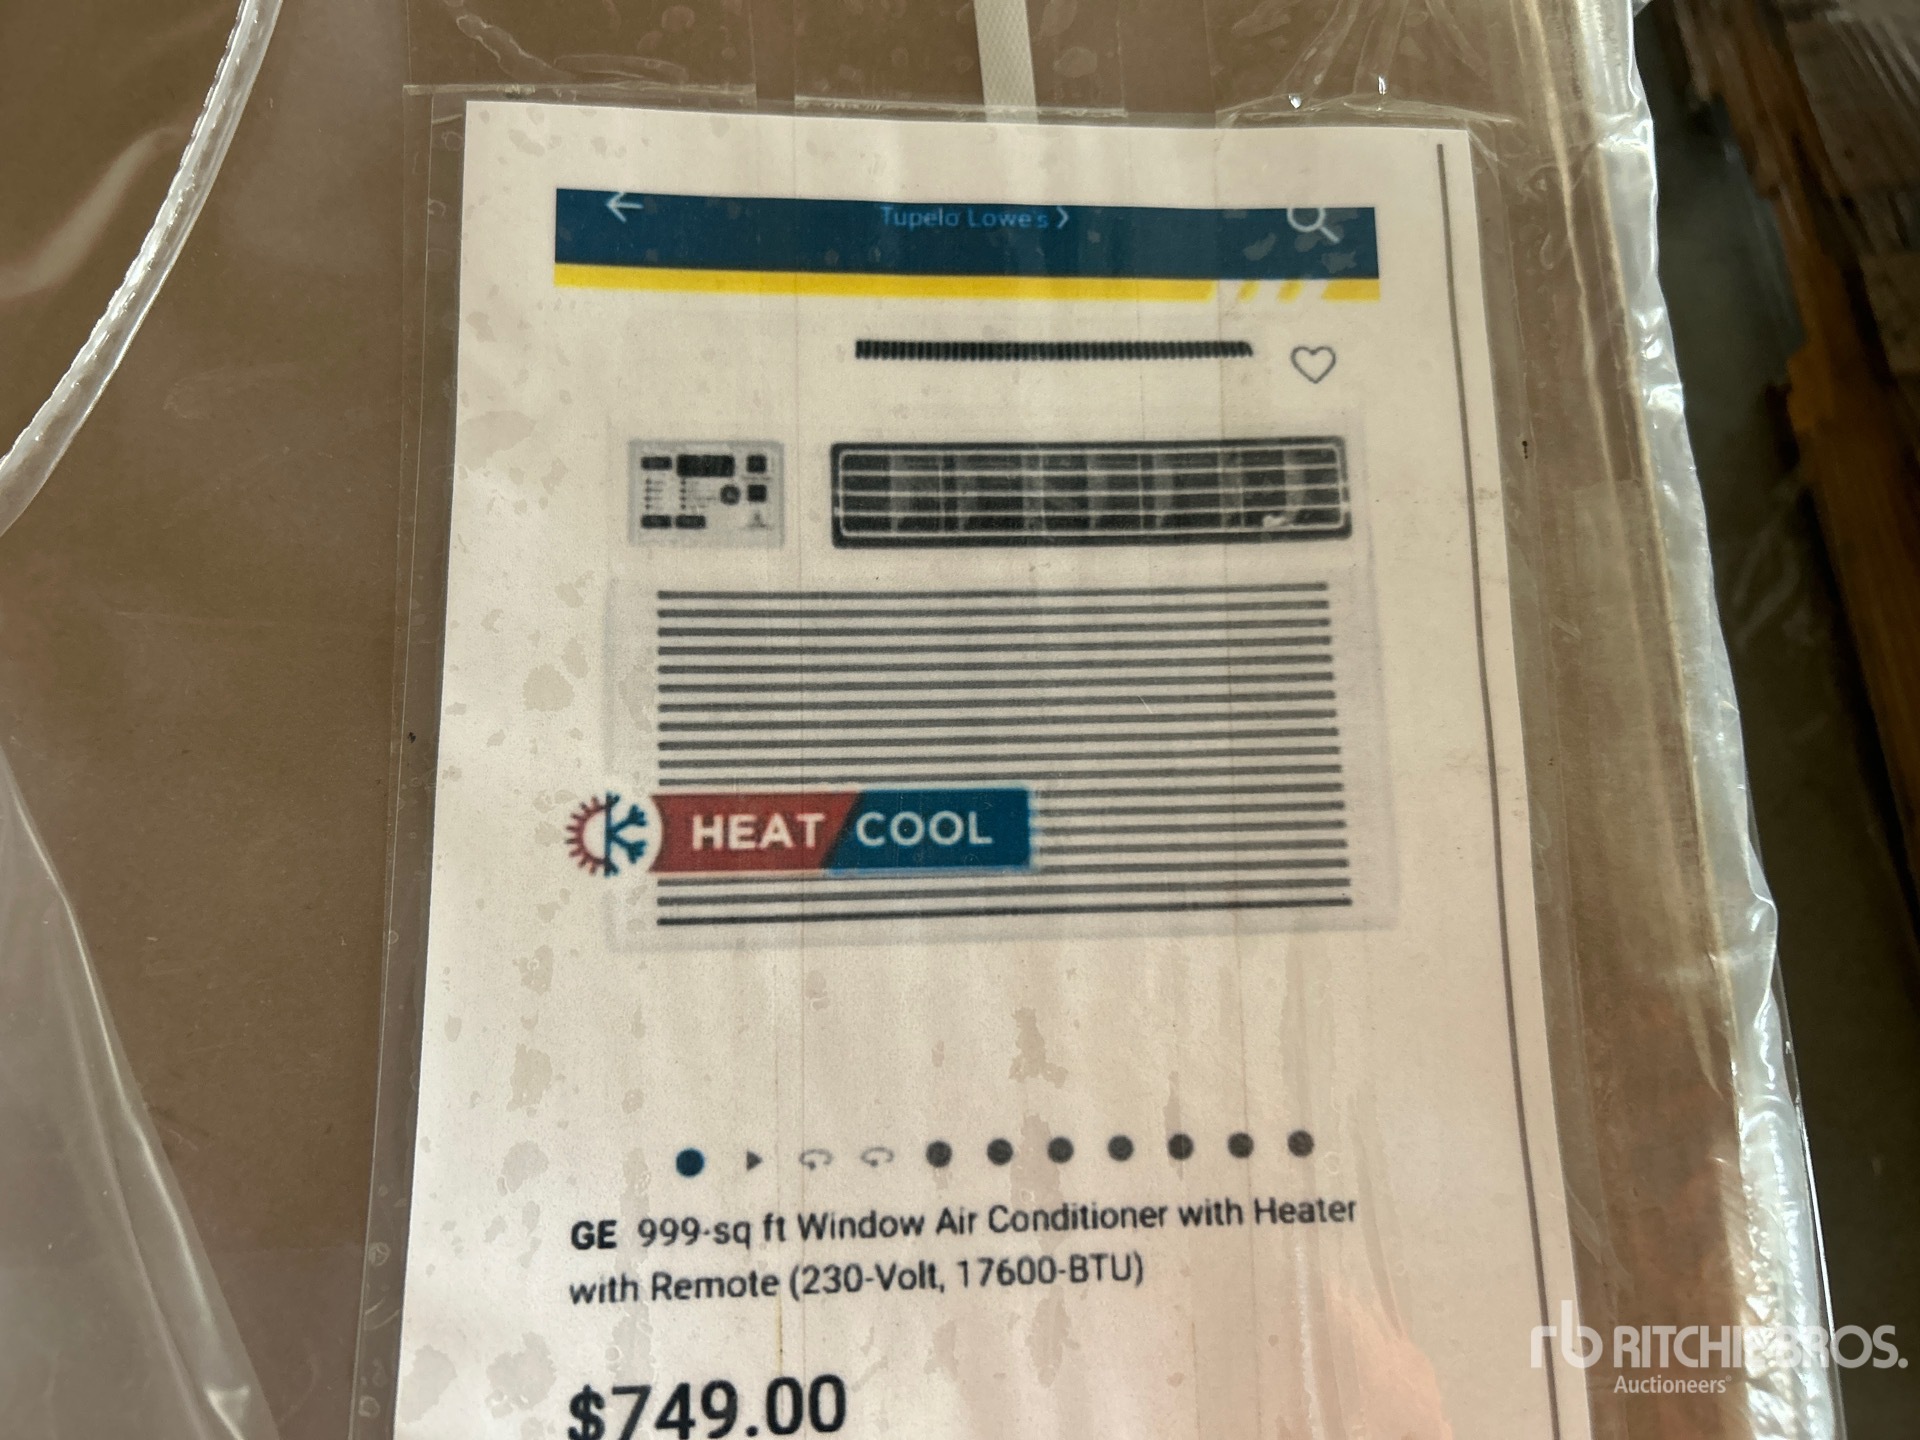 Tupelo Lowe's
HEAT COOL
GE 999-sq ft Window Air Conditioner with Heater
with Remote (230-Volt, 17600-BTU)
$749.00
rb RITCHIE BROS.
Auctioneers